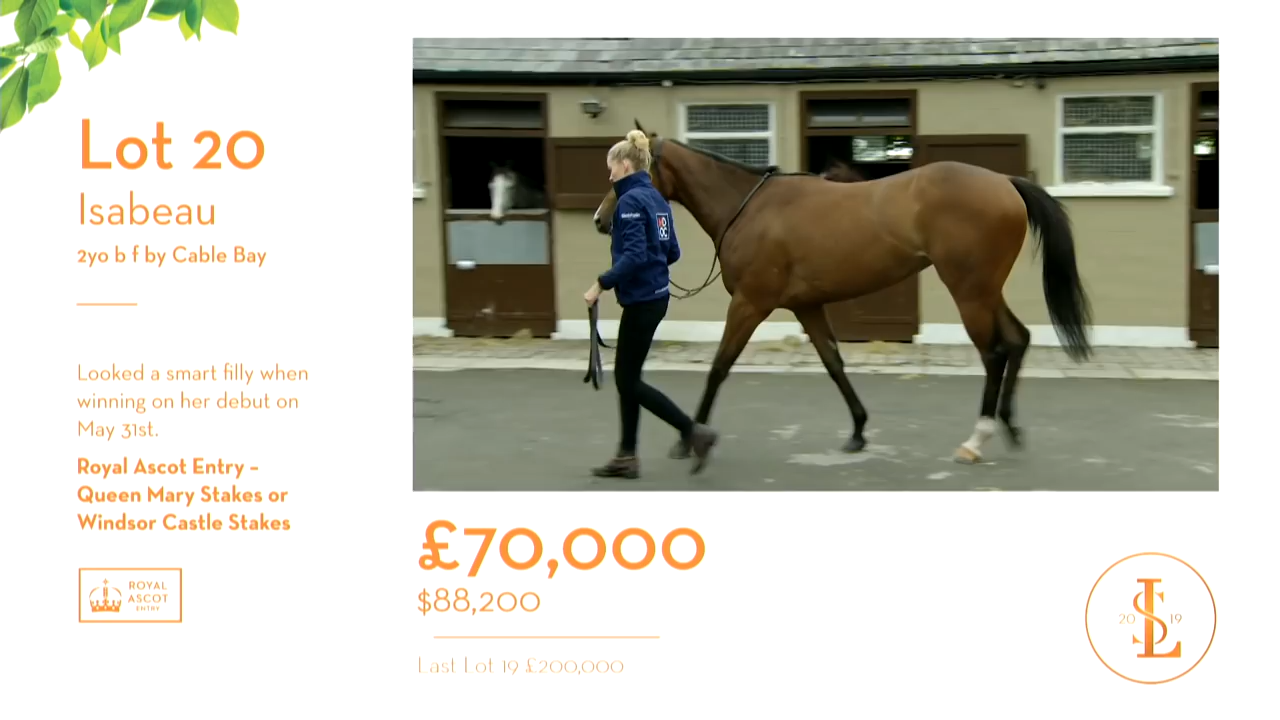 Lot 20
Isabeau
2yo b f by Cable Bay
Looked a smart filly when
winning on her debut on
May 31st.
Royal Ascot Entry –
Queen Mary Stakes or
Windsor Castle Stakes
ROYAL
ASCOT
ENTRY
£70,000
$88,200
Last Lot 19 £200,000
20 SL 19